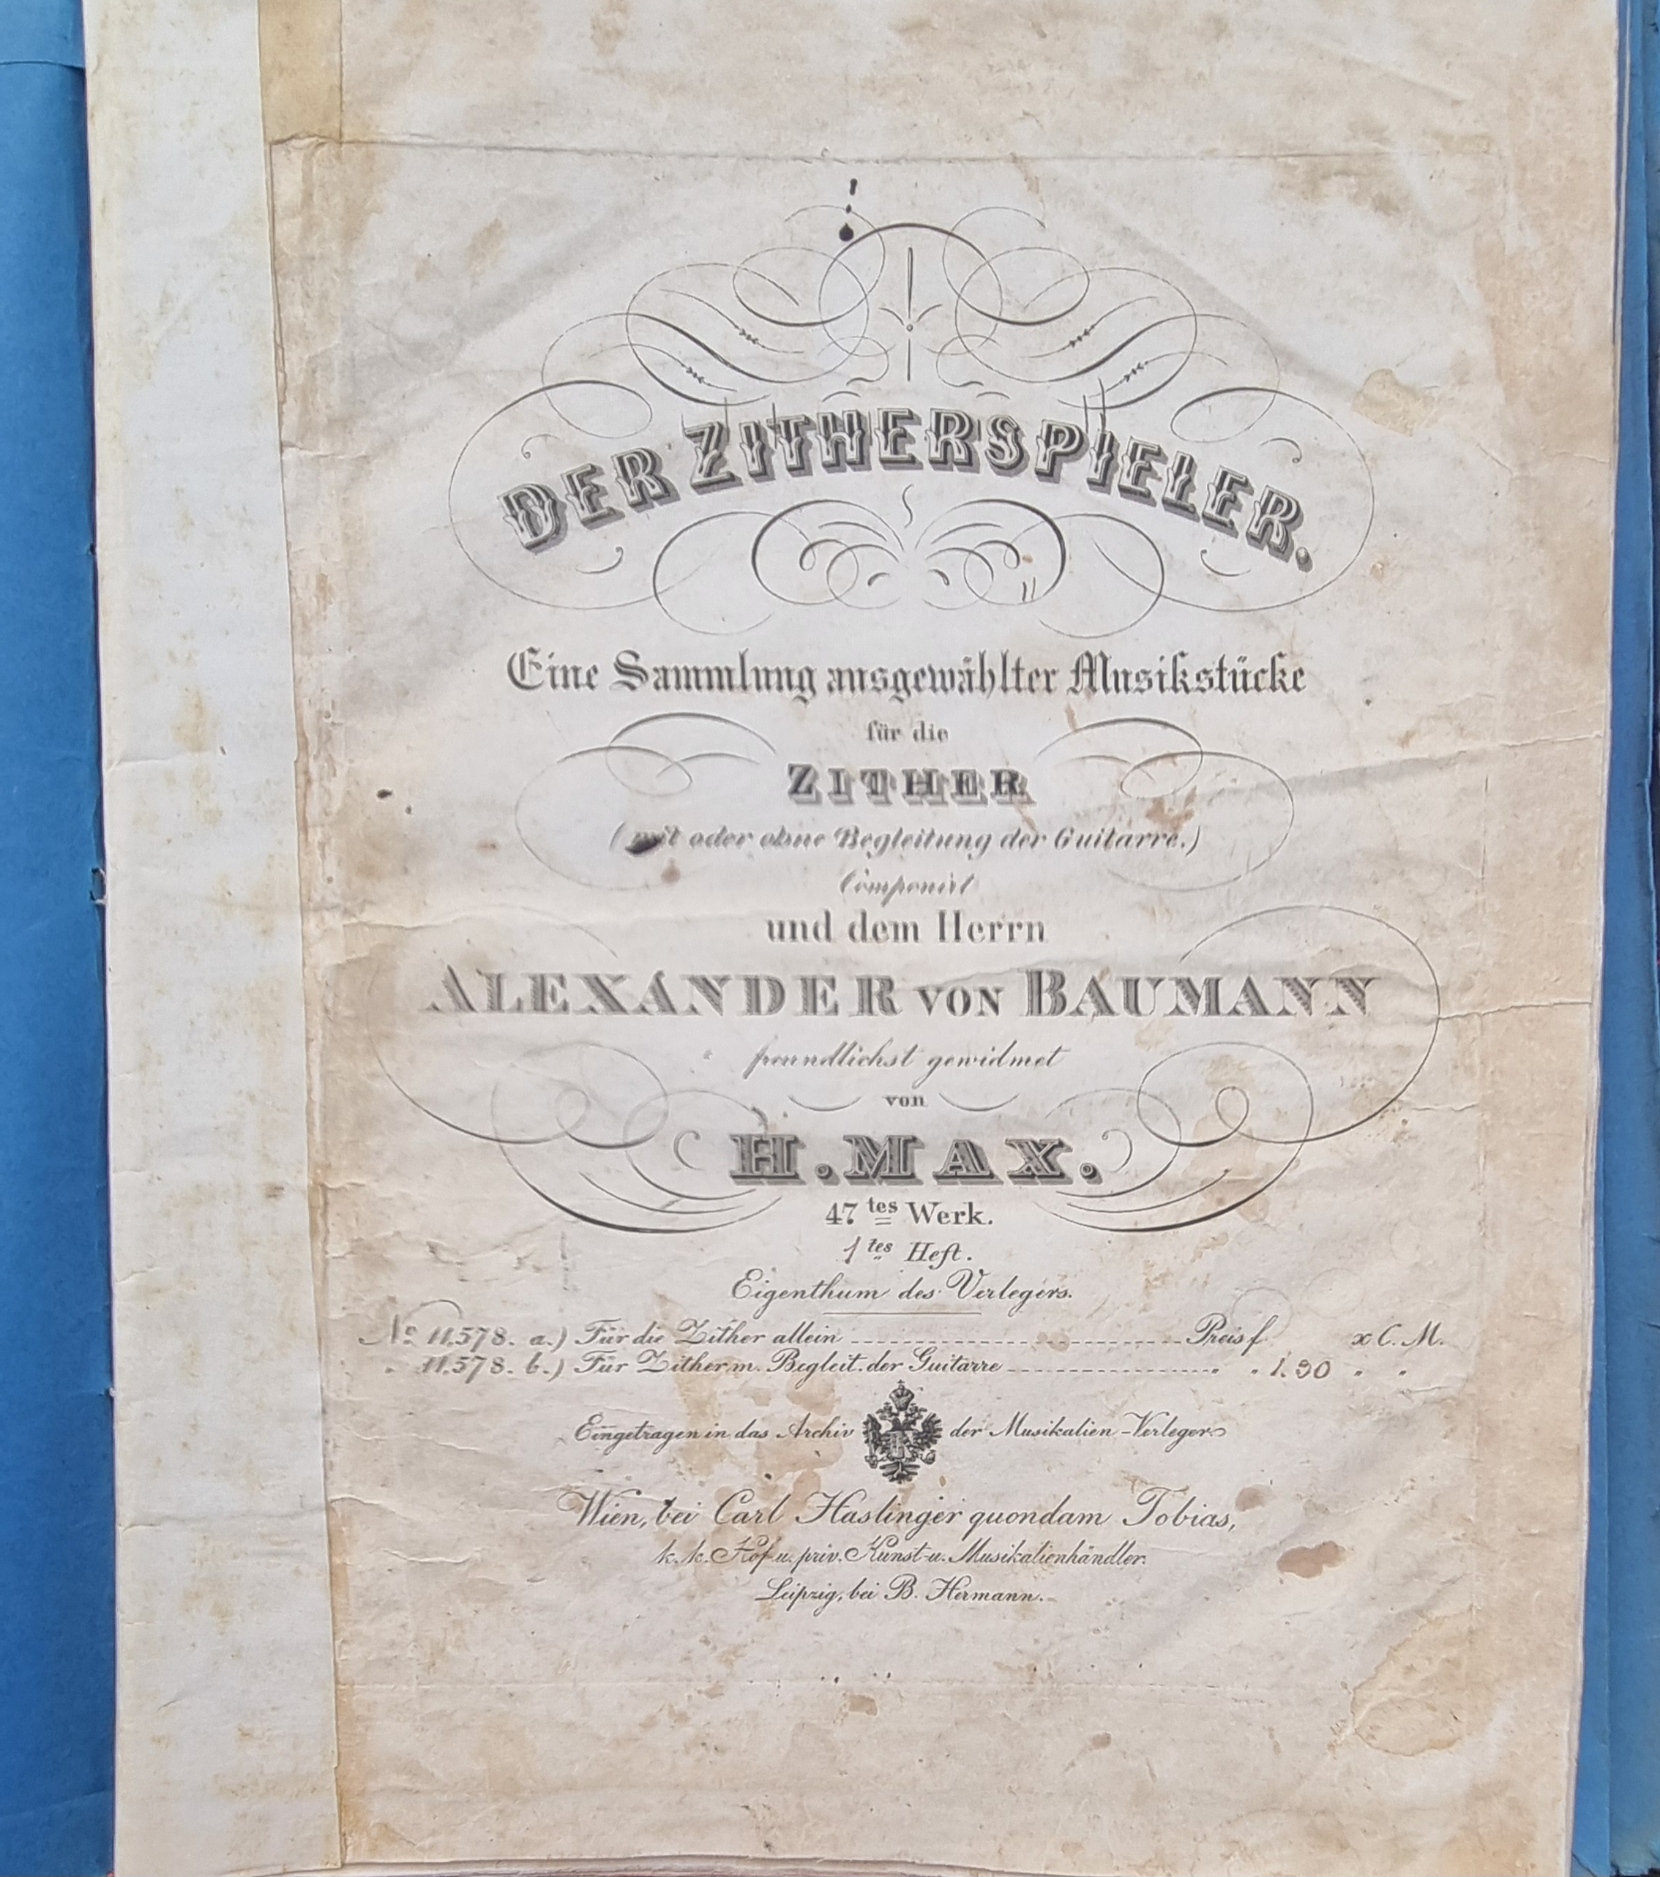 DER ZITHERSPIELER.
Eine Sammlung ausgewählter Musikstücke
für die
ZITHER
(mit oder ohne Begleitung der Guitarre.)
Componirt
und dem Herrn
ALEXANDER VON BAUMANN
freundlichst gewidmet
von
H. MAX.
47tes Werk.
1tes Heft.
Eigenthum des Verlegers.
No 11,578. a.) Für die Zither allein Preis f x C. M.
" 11,578. b.) Für Zither m. Begleit. der Guitarre " " 1.30 " "
Eingetragen in das Archiv der Musikalien-Verleger
Wien, bei Carl Haslinger quondam Tobias,
k. k. Hof- u. priv. Kunst- u. Musikalienhändler.
Leipzig, bei B. Hermann.